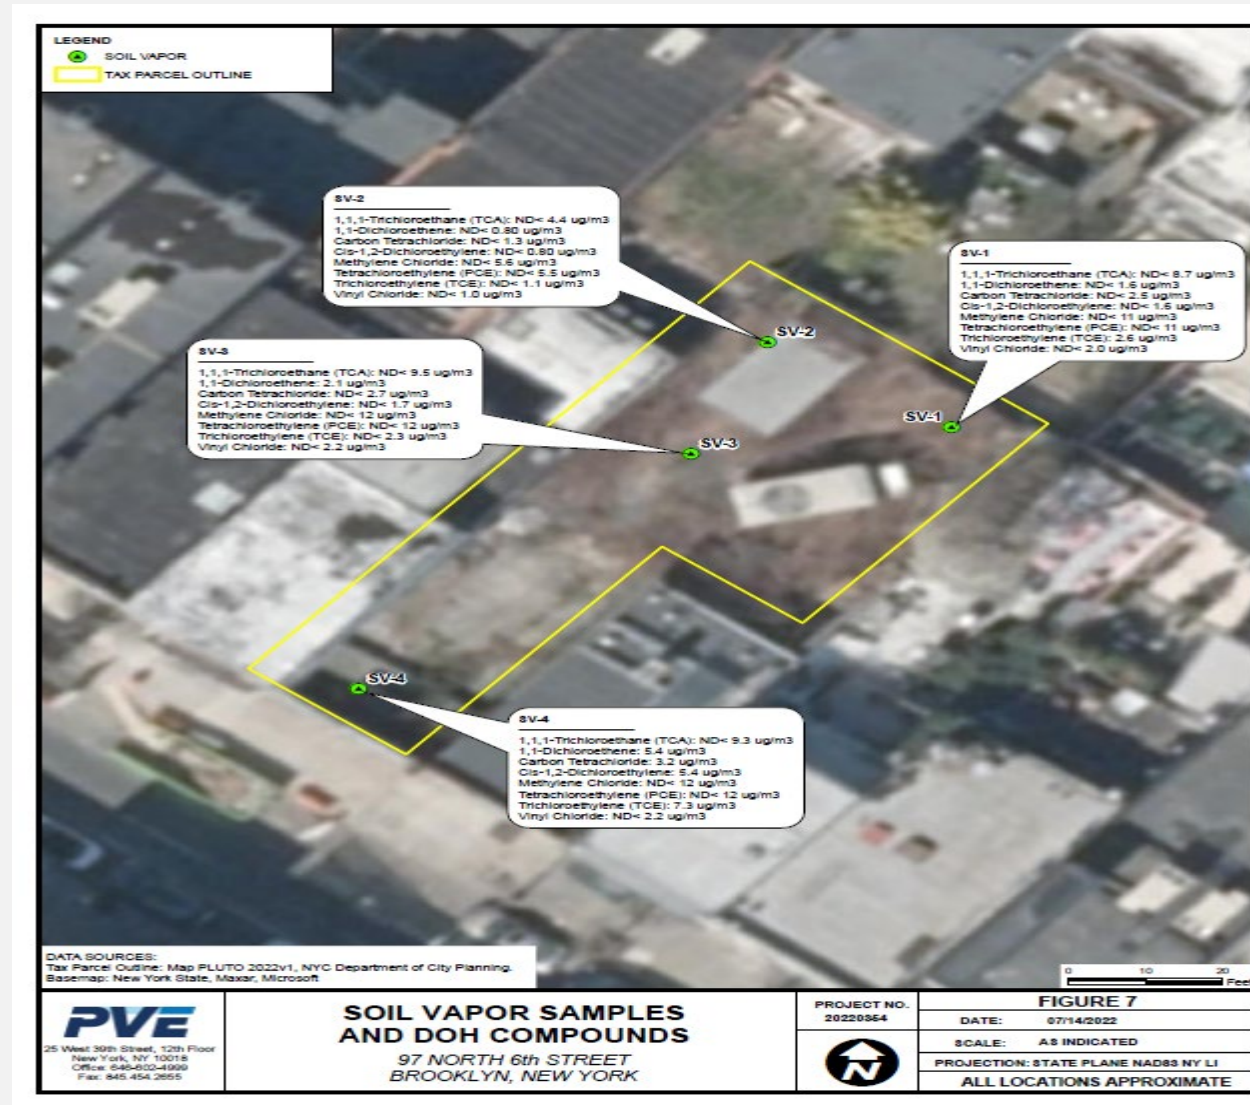 LEGEND
SOIL VAPOR
TAX PARCEL OUTLINE
SV-2
1,1,1-Trichloroethane (TCA): ND< 4.4 ug/m3
1,1-Dichloroethene: ND< 0.80 ug/m3
Carbon Tetrachloride: ND< 1.3 ug/m3
Cis-1,2-Dichloroethylene: ND< 0.80 ug/m3
Methylene Chloride: ND< 5.6 ug/m3
Tetrachloroethylene (PCE): ND< 5.5 ug/m3
Trichloroethylene (TCE): ND< 1.1 ug/m3
Vinyl Chloride: ND< 1.0 ug/m3
SV-1
1,1,1-Trichloroethane (TCA): ND< 8.7 ug/m3
1,1-Dichloroethene: ND< 1.6 ug/m3
Carbon Tetrachloride: ND< 2.5 ug/m3
Cis-1,2-Dichloroethylene: ND< 1.6 ug/m3
Methylene Chloride: ND< 11 ug/m3
Tetrachloroethylene (PCE): ND< 11 ug/m3
Trichloroethylene (TCE): 2.6 ug/m3
Vinyl Chloride: ND< 2.0 ug/m3
SV-2
SV-3
1,1,1-Trichloroethane (TCA): ND< 9.5 ug/m3
1,1-Dichloroethene: 2.1 ug/m3
Carbon Tetrachloride: ND< 2.7 ug/m3
Cis-1,2-Dichloroethylene: ND< 1.7 ug/m3
Methylene Chloride: ND< 12 ug/m3
Tetrachloroethylene (PCE): ND< 12 ug/m3
Trichloroethylene (TCE): ND< 2.3 ug/m3
Vinyl Chloride: ND< 2.2 ug/m3
SV-1
SV-3
SV-4
SV-4
1,1,1-Trichloroethane (TCA): ND< 9.3 ug/m3
1,1-Dichloroethene: 5.4 ug/m3
Carbon Tetrachloride: 3.2 ug/m3
Cis-1,2-Dichloroethylene: 5.4 ug/m3
Methylene Chloride: ND< 12 ug/m3
Tetrachloroethylene (PCE): ND< 12 ug/m3
Trichloroethylene (TCE): 7.3 ug/m3
Vinyl Chloride: ND< 2.2 ug/m3
DATA SOURCES:
Tax Parcel Outline: Map PLUTO 2022v1, NYC Department of City Planning.
Basemap: New York State, Maxar, Microsoft
0 10 20
Feet
PVE
25 West 39th Street, 12th Floor
New York, NY 10018
Office: 646-602-4999
Fax: 845.454.2655
SOIL VAPOR SAMPLES
AND DOH COMPOUNDS
97 NORTH 6th STREET
BROOKLYN, NEW YORK
PROJECT NO.
20220354
N
FIGURE 7
DATE: 07/14/2022
SCALE: AS INDICATED
PROJECTION: STATE PLANE NAD83 NY LI
ALL LOCATIONS APPROXIMATE